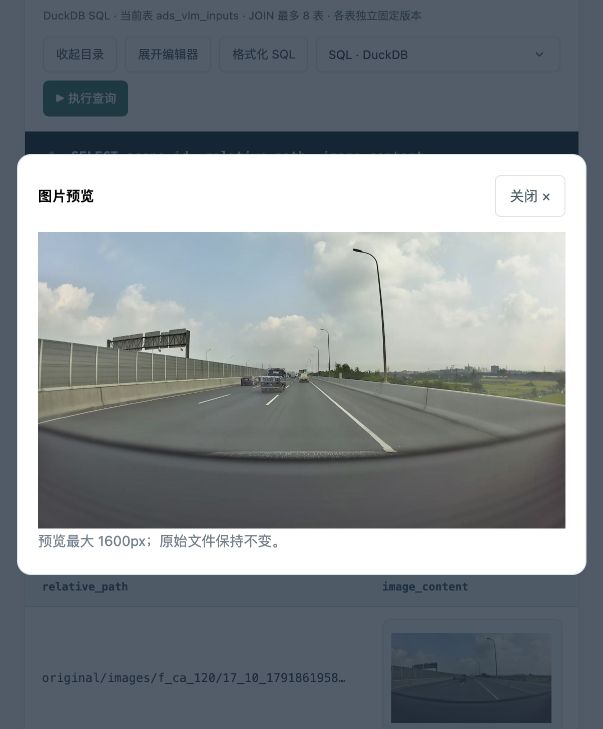 DuckDB SQL · 当前表 ads_vlm_inputs · JOIN 最多 8 表 · 各表独立固定版本
收起目录
展开编辑器
格式化 SQL
SQL · DuckDB
▶ 执行查询
图片预览
关闭 ×
预览最大 1600px；原始文件保持不变。
relative_path
image_content
original/images/f_ca_120/17_10_1791861958…